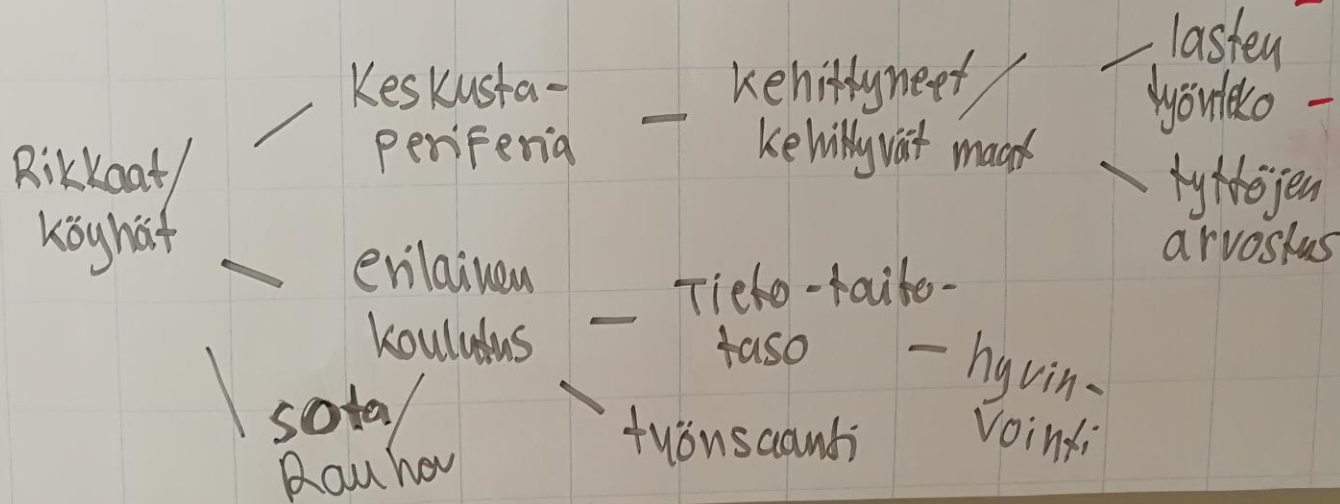 Rikkaat/
köyhät
Keskusta-
periferia
kehittyneet/
kehittyvät maat
lasten
työnteko
tyttöjen
arvostus
erilainen
koulutus
Tieto-taito-
taso
hyvin-
vointi
työnsaanti
sota/
Rauha